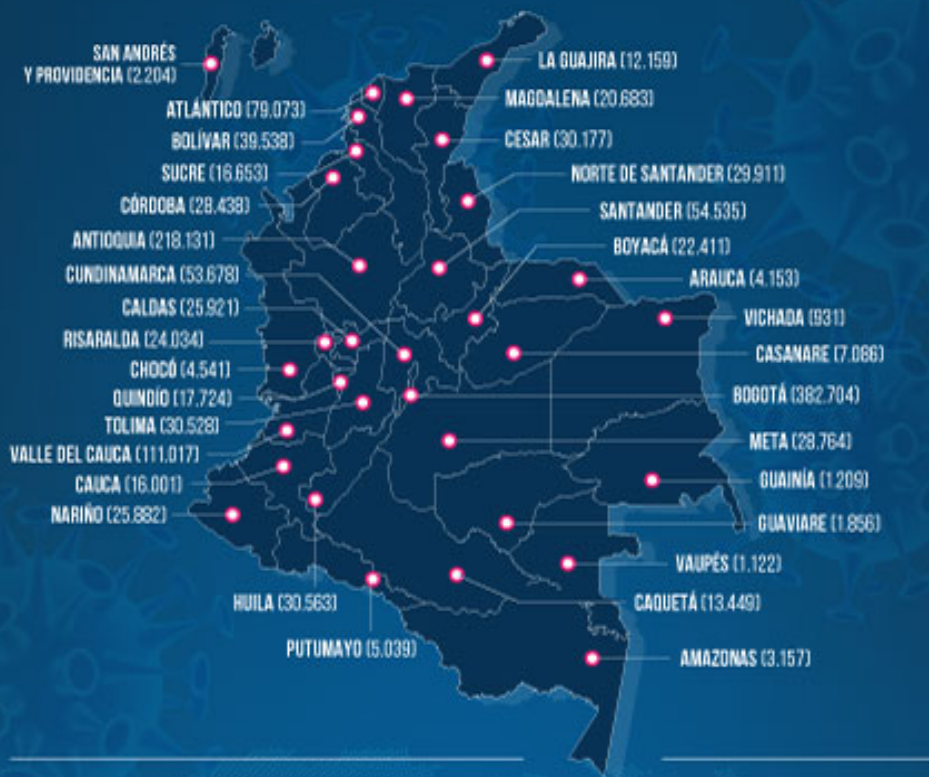 SAN ANDRÉS
Y PROVIDENCIA (2.204)
ATLÁNTICO (79.073)
BOLÍVAR (39.538)
SUCRE (16.653)
CÓRDOBA (28.438)
ANTIOQUIA (218.131)
CUNDINAMARCA (53.678)
CALDAS (25.921)
RISARALDA (24.034)
CHOCÓ (4.541)
QUINDÍO (17.724)
TOLIMA (30.528)
VALLE DEL CAUCA (111.017)
CAUCA (16.001)
NARIÑO (25.882)
HUILA (30.563)
PUTUMAYO (5.039)
LA GUAJIRA (12.159)
MAGDALENA (20.683)
CESAR (30.177)
NORTE DE SANTANDER (29.911)
SANTANDER (54.535)
BOYACÁ (22.411)
ARAUCA (4.153)
VICHADA (931)
CASANARE (7.086)
BOGOTÁ (382.704)
META (28.764)
GUAINÍA (1.209)
GUAVIARE (1.856)
VAUPÉS (1.122)
CAQUETÁ (13.449)
AMAZONAS (3.157)